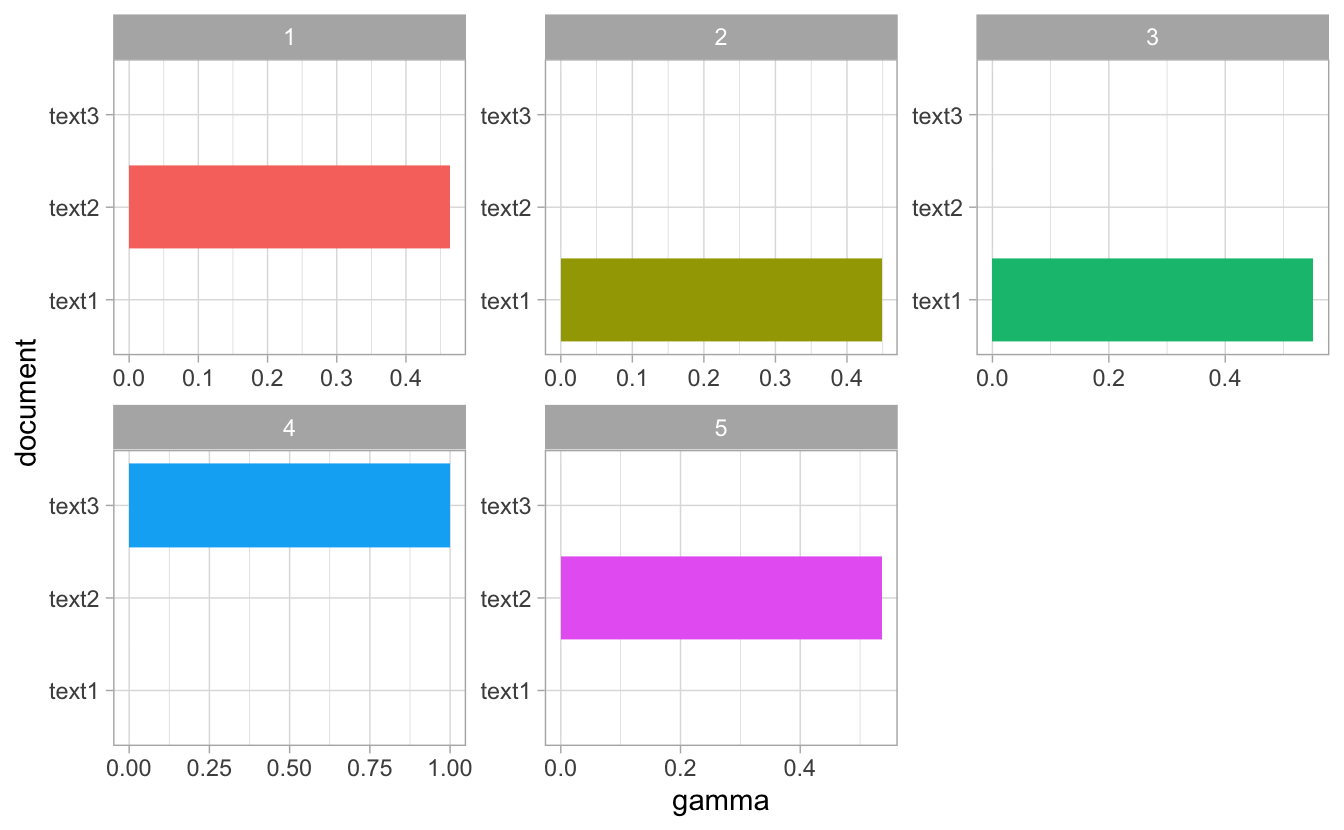 1 2 3
text3 text3 text3
text2 text2 text2
text1 text1 text1
0.0 0.1 0.2 0.3 0.4 0.0 0.1 0.2 0.3 0.4 0.0 0.2 0.4
document
4 5
text3 text3
text2 text2
text1 text1
0.00 0.25 0.50 0.75 1.00 0.0 0.2 0.4
gamma